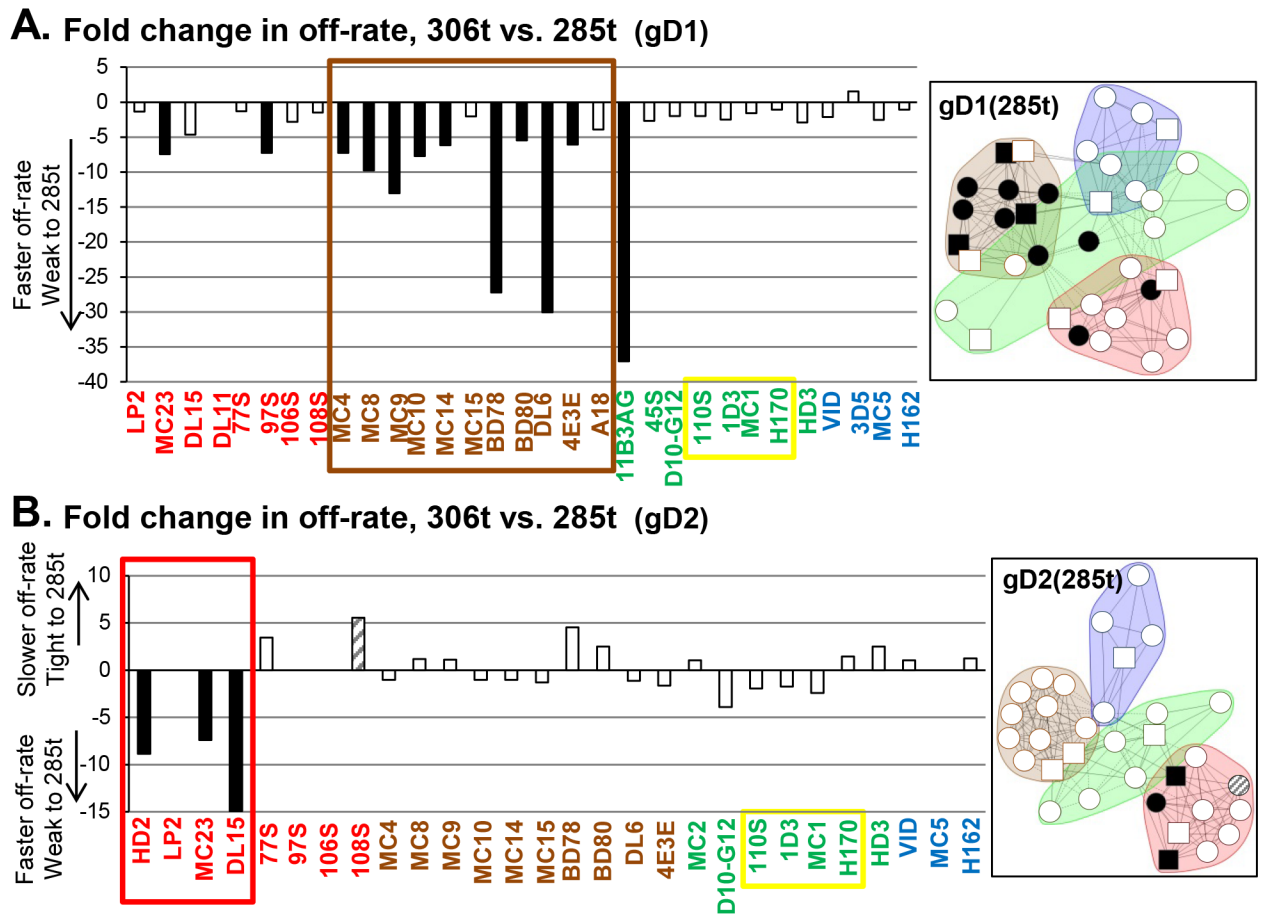 A. Fold change in off-rate, 306t vs. 285t (gD1)
5
0
-5
-10
-15
-20
-25
-30
-35
-40
Faster off-rate
Weak to 285t
LP2
MC23
DL15
DL11
77S
97S
106S
108S
MC4
MC8
MC9
MC10
MC14
MC15
BD78
BD80
DL6
4E3E
A18
11B3AG
45S
D10-G12
110S
1D3
MC1
H170
HD3
VID
3D5
MC5
H162
gD1(285t)
B. Fold change in off-rate, 306t vs. 285t (gD2)
Slower off-rate
Tight to 285t
Faster off-rate
Weak to 285t
10
5
0
-5
-10
-15
HD2
LP2
MC23
DL15
77S
97S
106S
108S
MC4
MC8
MC9
MC10
MC14
MC15
BD78
BD80
DL6
4E3E
MC2
D10-G12
110S
1D3
MC1
H170
HD3
VID
MC5
H162
gD2(285t)